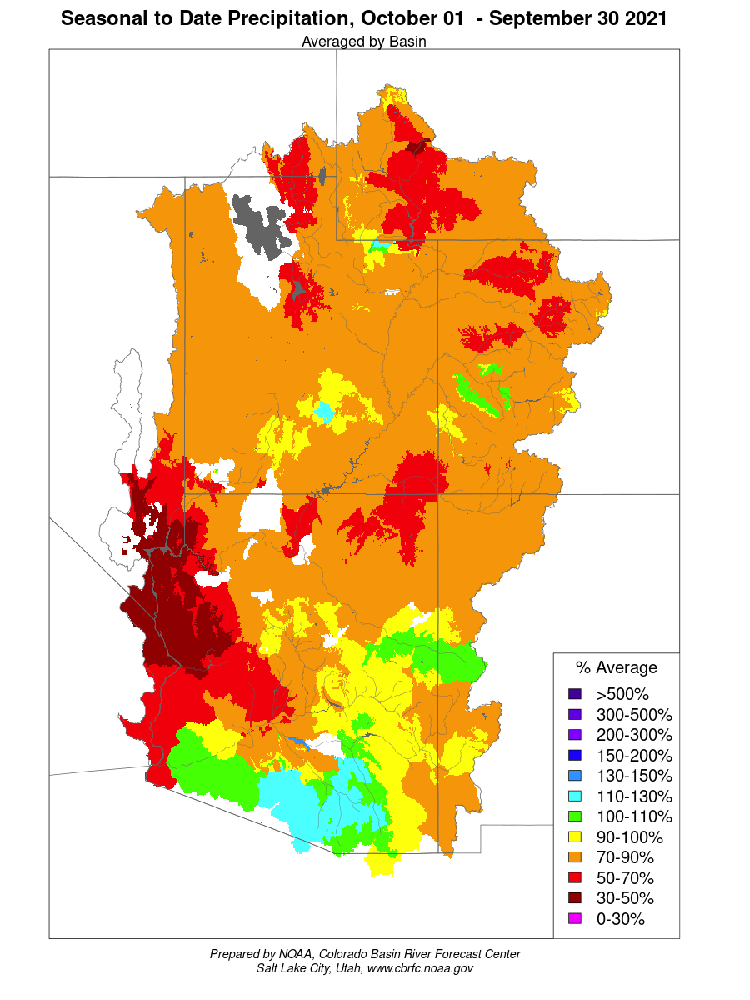 Seasonal to Date Precipitation, October 01  - September 30 2021
Averaged by Basin
% Average
>500%
300-500%
200-300%
150-200%
130-150%
110-130%
100-110%
90-100%
70-90%
50-70%
30-50%
0-30%
Prepared by NOAA, Colorado Basin River Forecast Center
Salt Lake City, Utah, www.cbrfc.noaa.gov